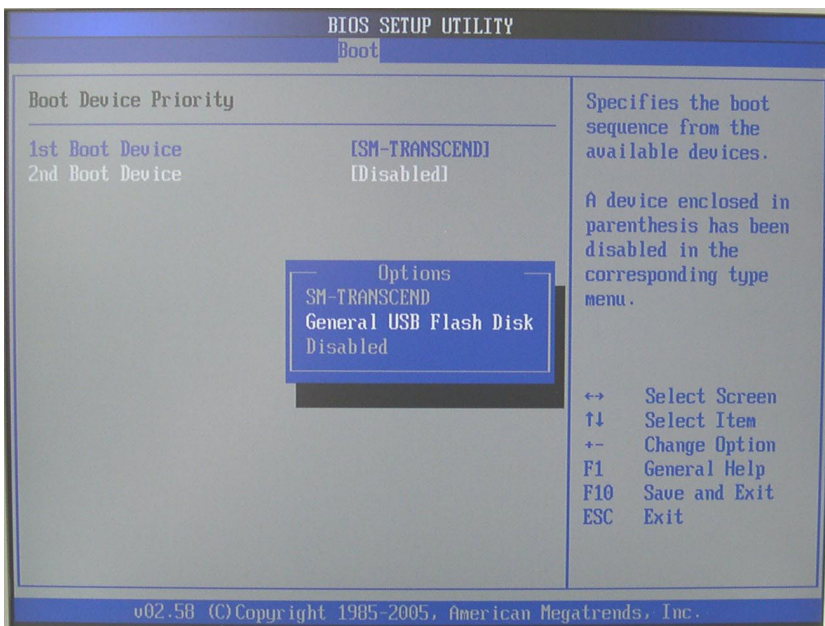 BIOS SETUP UTILITY
Boot
Boot Device Priority
1st Boot Device [SM-TRANSCEND]
2nd Boot Device [Disabled]
Options
SM-TRANSCEND
General USB Flash Disk
Disabled
Specifies the boot
sequence from the
available devices.
A device enclosed in
parenthesis has been
disabled in the
corresponding type
menu.
←→ Select Screen
↑↓ Select Item
+- Change Option
F1 General Help
F10 Save and Exit
ESC Exit
v02.58 (C)Copyright 1985-2005, American Megatrends, Inc.